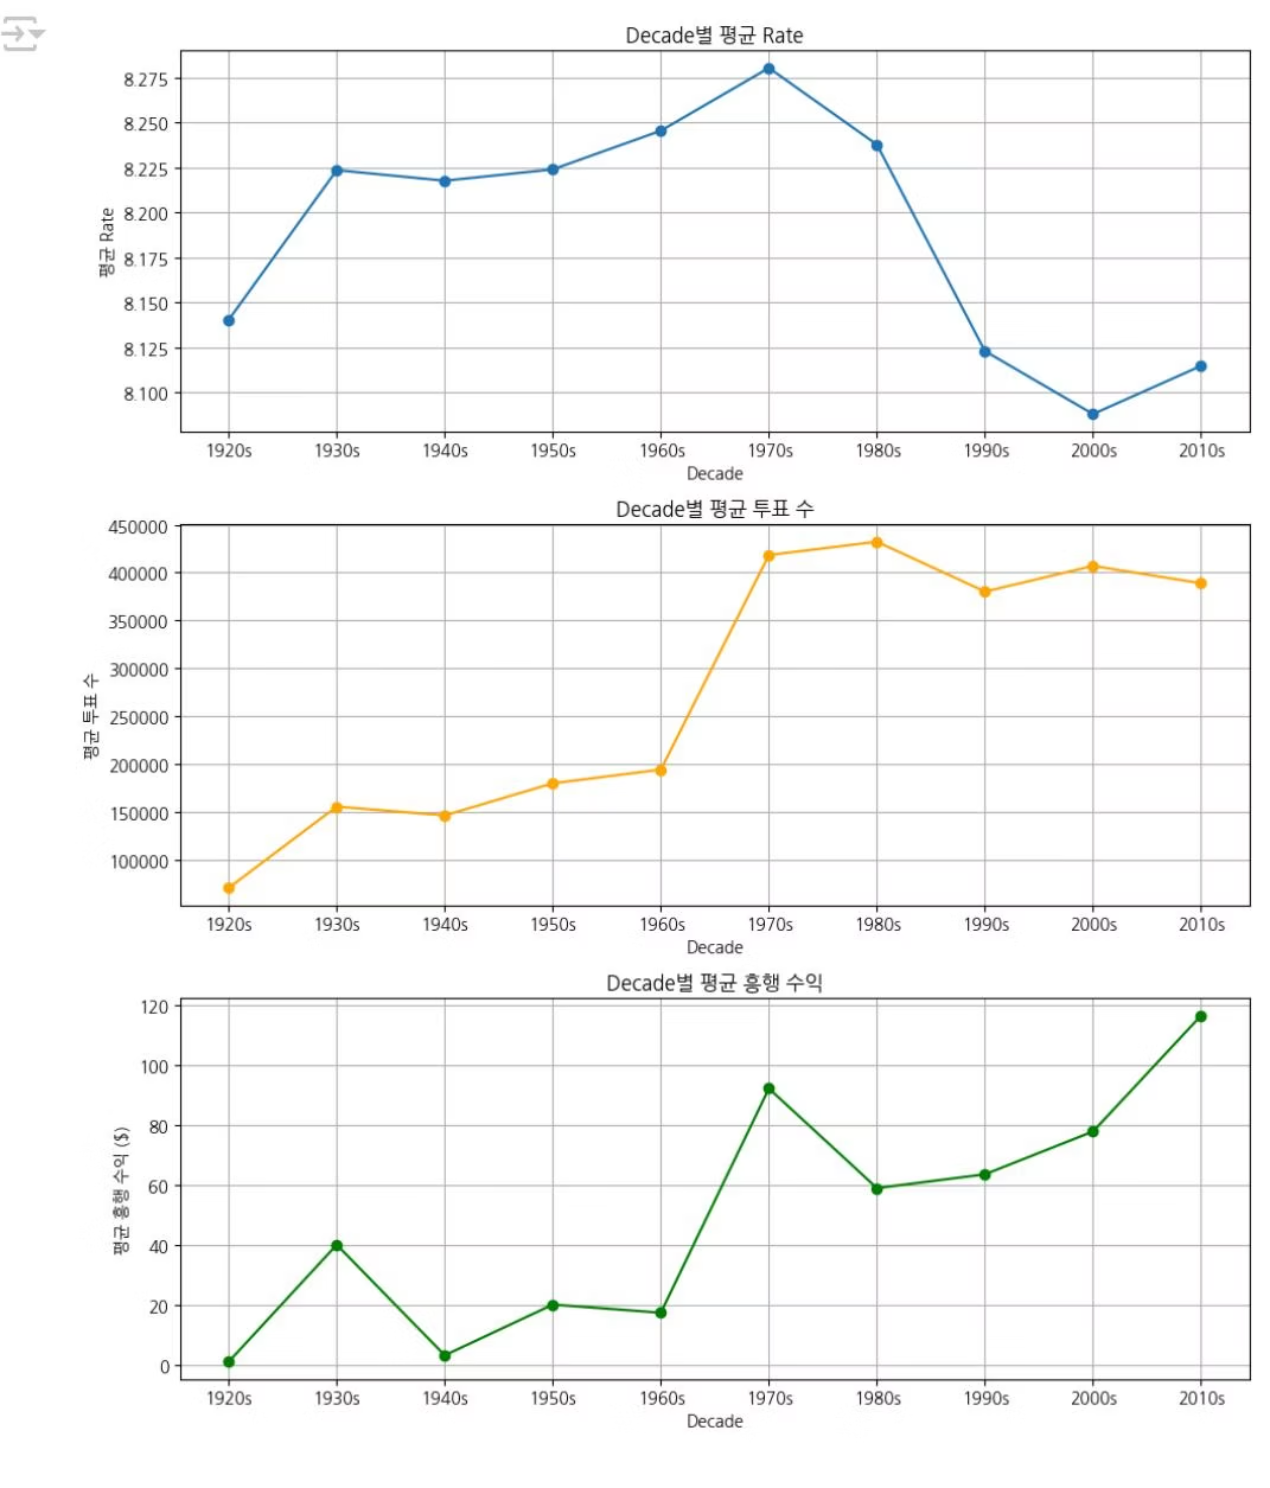 Decade별 평균 Rate
8.275
8.250
8.225
8.200
8.175
8.150
8.125
8.100
평균 Rate
1920s 1930s 1940s 1950s 1960s 1970s 1980s 1990s 2000s 2010s
Decade
Decade별 평균 투표 수
450000
400000
350000
300000
250000
200000
150000
100000
평균 투표 수
1920s 1930s 1940s 1950s 1960s 1970s 1980s 1990s 2000s 2010s
Decade
Decade별 평균 흥행 수익
120
100
80
60
40
20
0
평균 흥행 수익 ($)
1920s 1930s 1940s 1950s 1960s 1970s 1980s 1990s 2000s 2010s
Decade